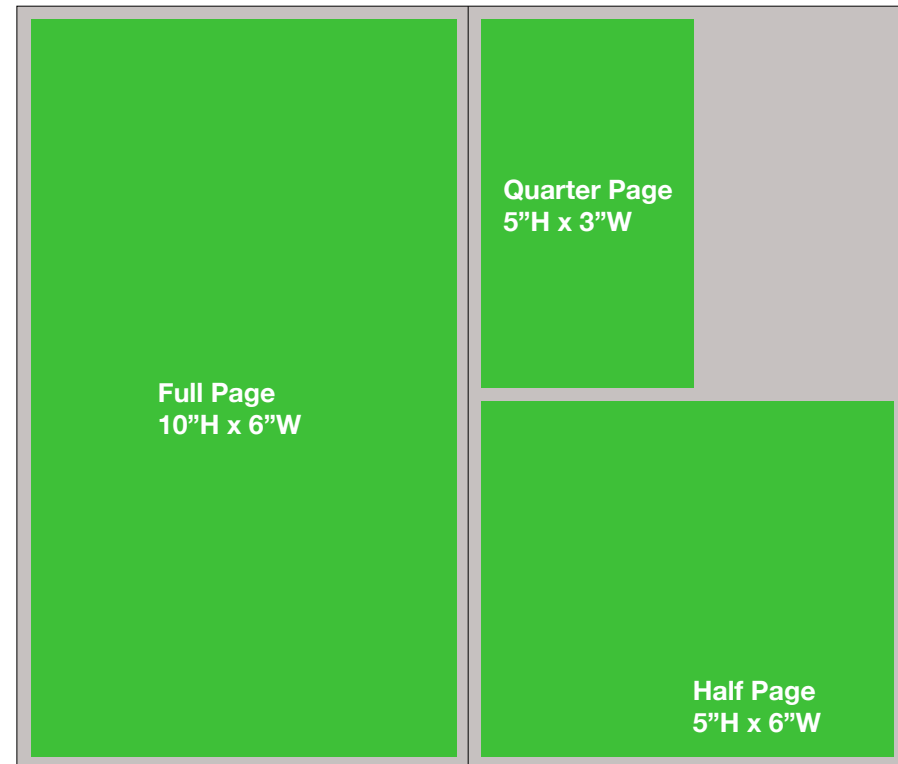 Full Page
10”H x 6”W
Quarter Page
5”H x 3”W
Half Page
5”H x 6”W